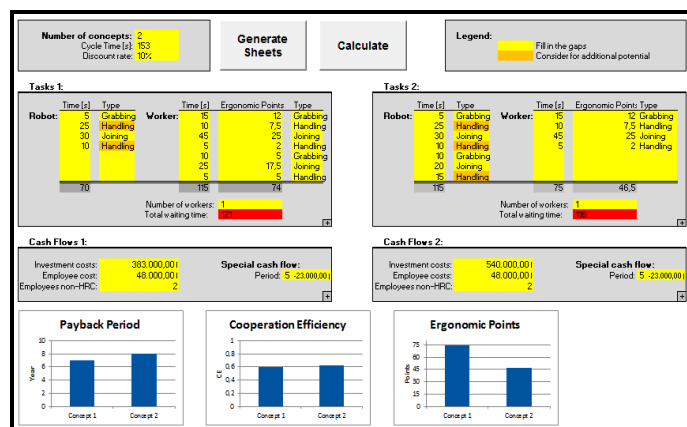 Number of concepts: 2
Cycle Time [s]: 153
Discount rate: 10%
Generate
Sheets
Calculate
Legend:
Fill in the gaps
Consider for additional potential
Tasks 1:
Time [s] Type Time [s] Ergonomic Points Type
Robot: 5 Grabbing Worker: 15 12 Grabbing
25 Handling 10 7,5 Handling
30 Joining 45 25 Joining
10 Handling 5 2 Handling
10 5 Grabbing
25 17,5 Joining
5 5 Handling
70 115 74
Number of workers: 1
Total waiting time: 121
Tasks 2:
Time [s] Type Time [s] Ergonomic Points Type
Robot: 5 Grabbing Worker: 15 12 Grabbing
25 Handling 10 7,5 Handling
30 Joining 45 25 Joining
10 Handling 5 2 Handling
10 Grabbing
20 Joining
15 Handling
115 75 46,5
Number of workers: 1
Total waiting time: 116
Cash Flows 1:
Investment costs: 383.000,00 Special cash flow:
Employee cost: 48.000,00 Period: 5 -23.000,00
Employees non-HRC: 2
Cash Flows 2:
Investment costs: 540.000,00 Special cash flow:
Employee cost: 48.000,00 Period: 5 -23.000,00
Employees non-HRC: 2
Payback Period
10
8
6
4
2
0
Year
Concept 1 Concept 2
Cooperation Efficiency
1
0,8
0,6
0,4
0,2
0
CE
Concept 1 Concept 2
Ergonomic Points
75
60
45
30
15
0
Points
Concept 1 Concept 2